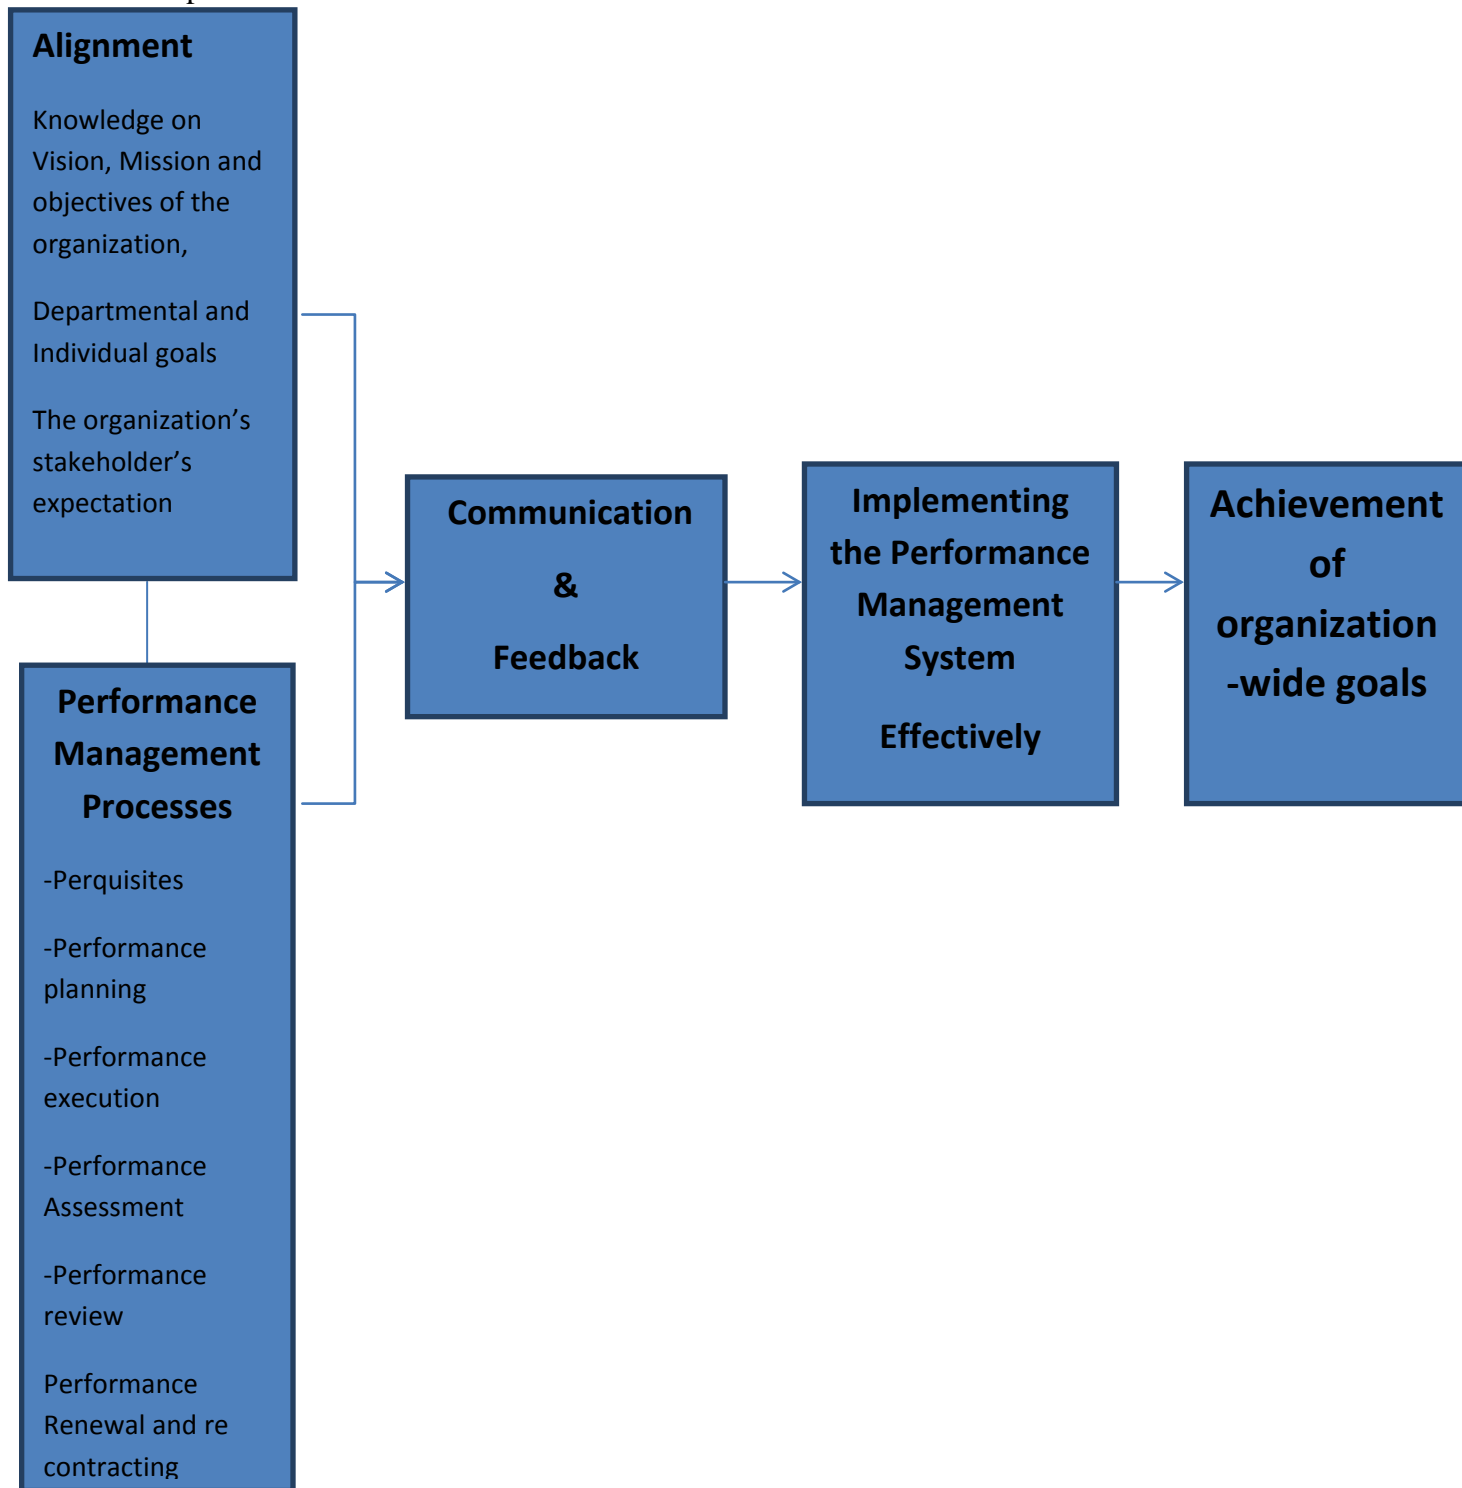 Alignment
Knowledge on
Vision, Mission and
objectives of the
organization,
Departmental and
Individual goals
The organization’s
stakeholder’s
expectation
Performance
Management
Processes
-Perquisites
-Performance
planning
-Performance
execution
-Performance
Assessment
-Performance
review
Performance
Renewal and re
contracting
Communication
&
Feedback
Implementing
the Performance
Management
System
Effectively
Achievement
of
organization
-wide goals